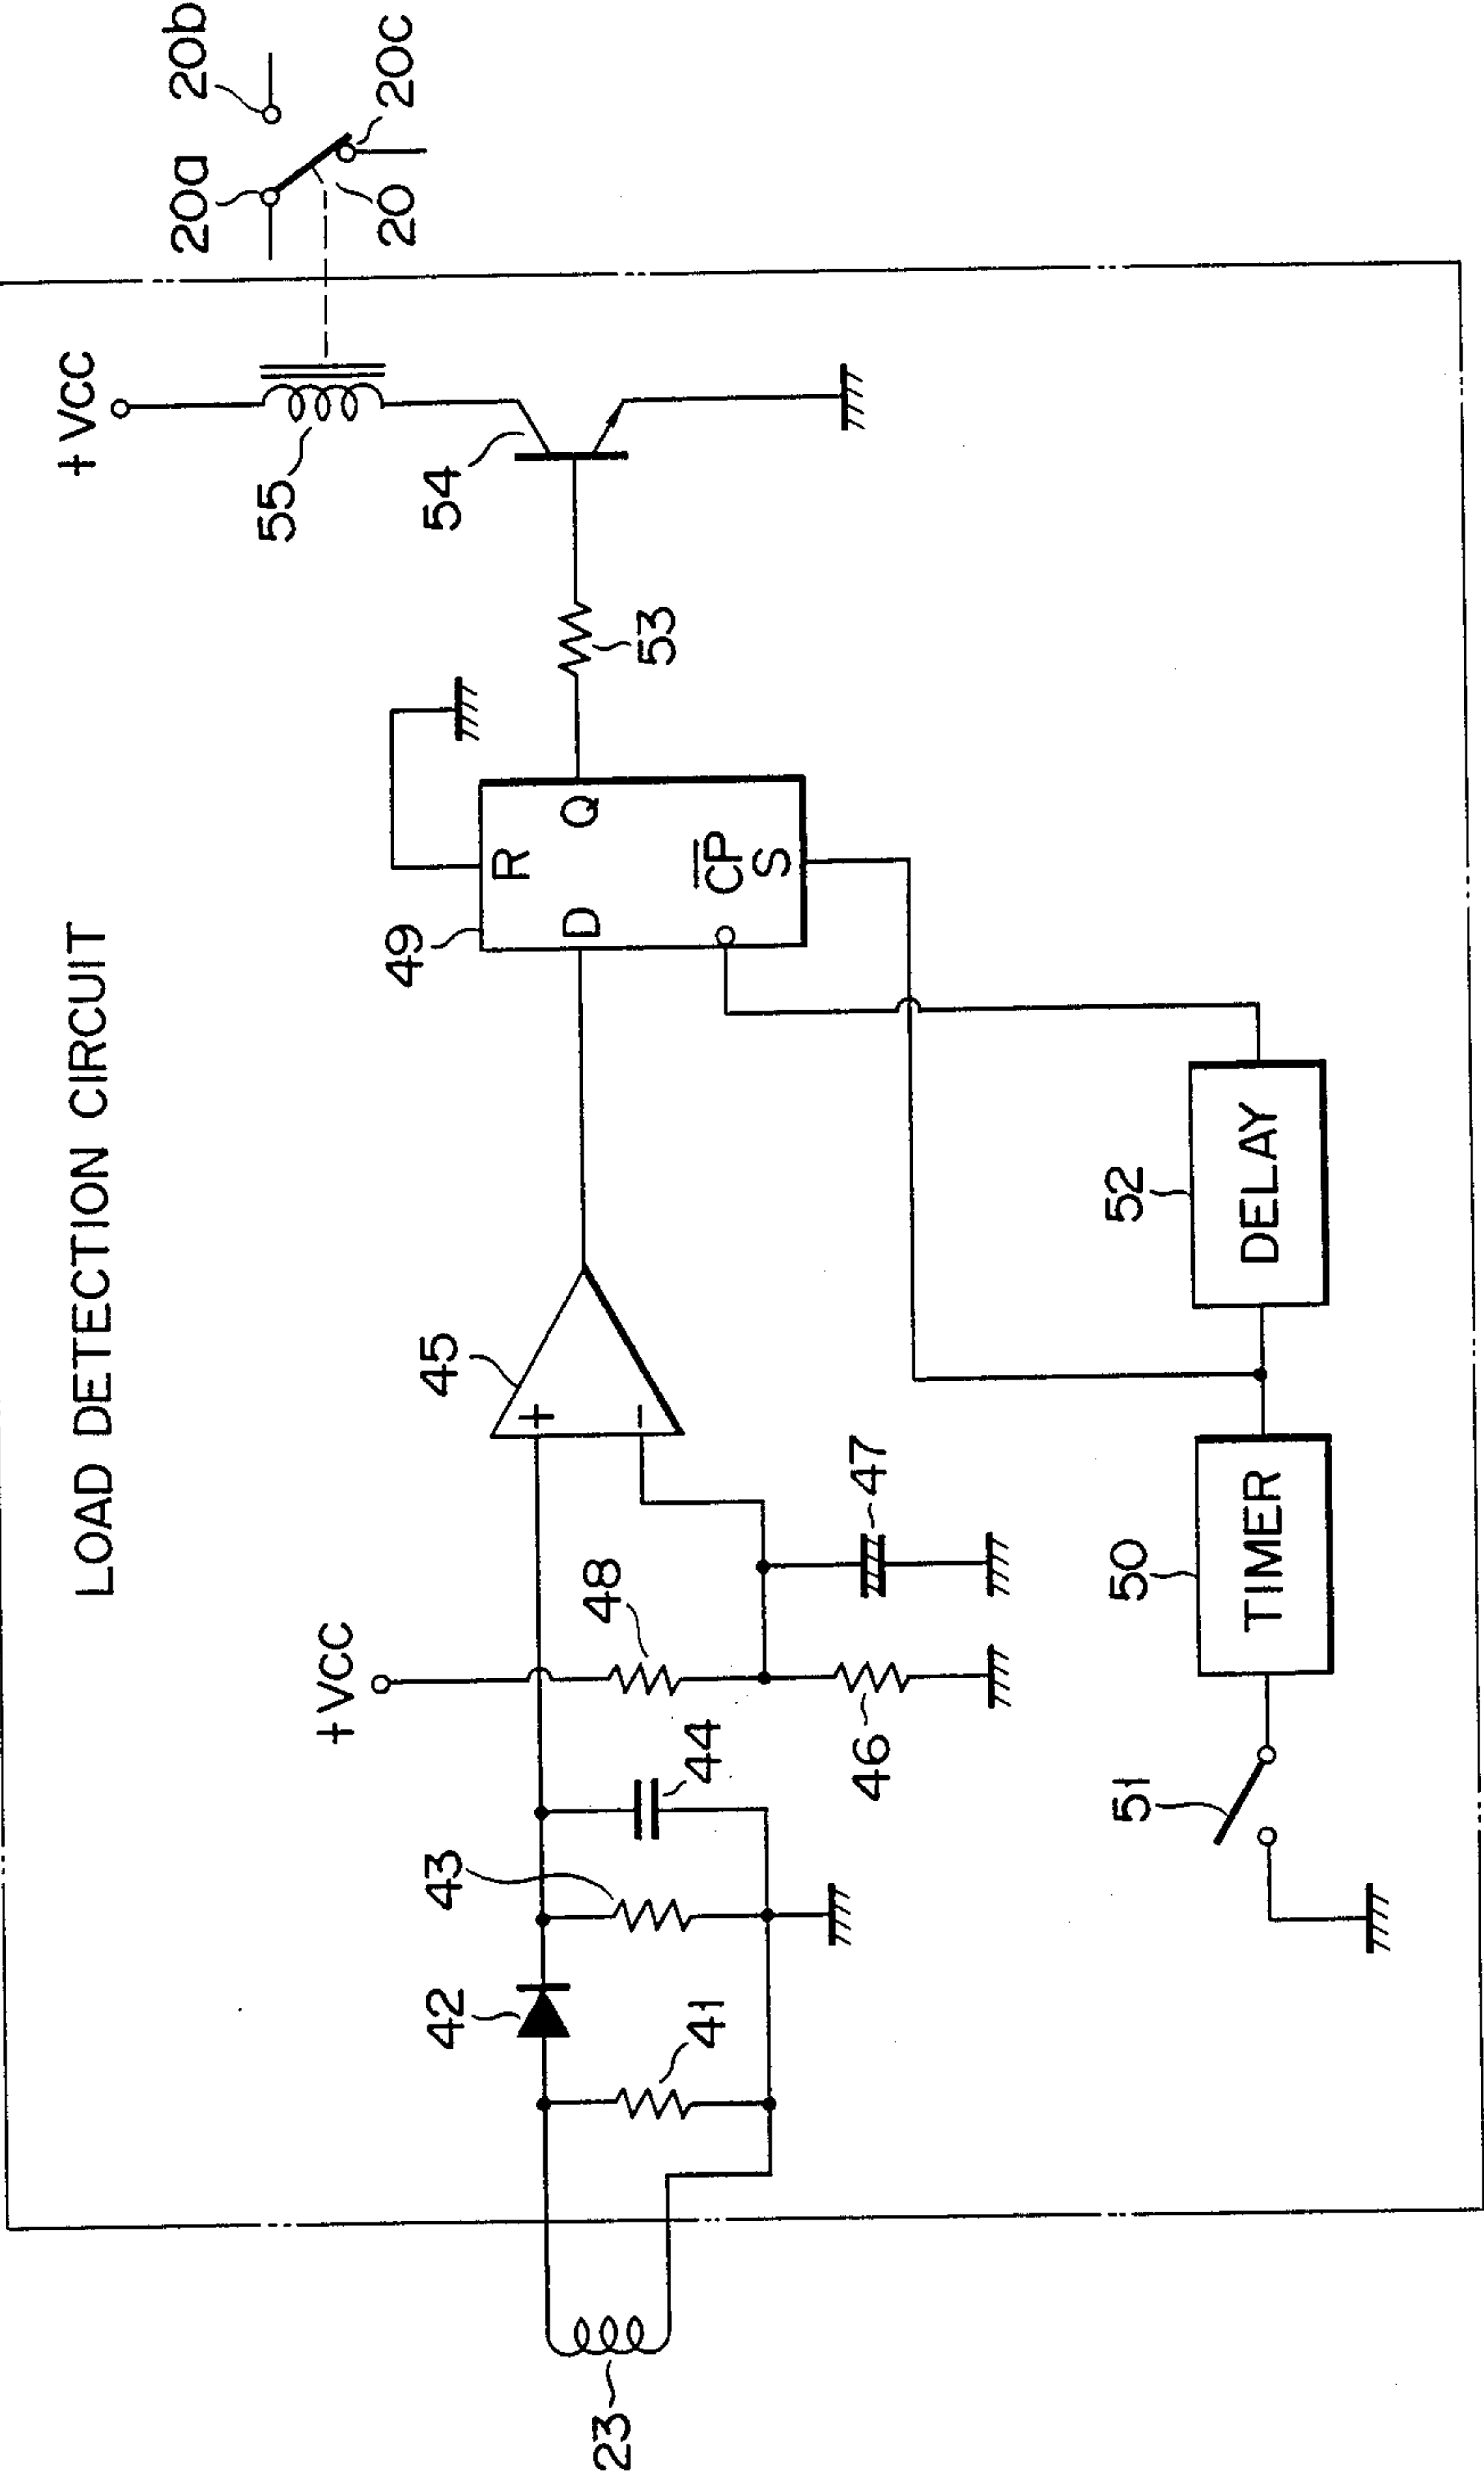 LOAD DETECTION CIRCUIT
20a
20b
20
20c
+VCC
55
54
53
49
R
D
Q
CP
S
45
+
-
+VCC
48
47
46
42
43
44
41
23
50
TIMER
52
DELAY
51